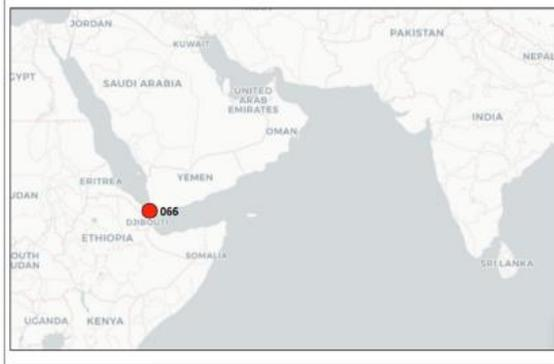 JORDAN
PAKISTAN
KUWAIT
NEPAL
YPT
SAUDI ARABIA
UNITED
ARAB
EMIRATES
INDIA
OMAN
ERITREA
YEMEN
UDAN
066
DJIBOUTI
ETHIOPIA
SOMALIA
OUTH
UDAN
SRI LANKA
UGANDA
KENYA